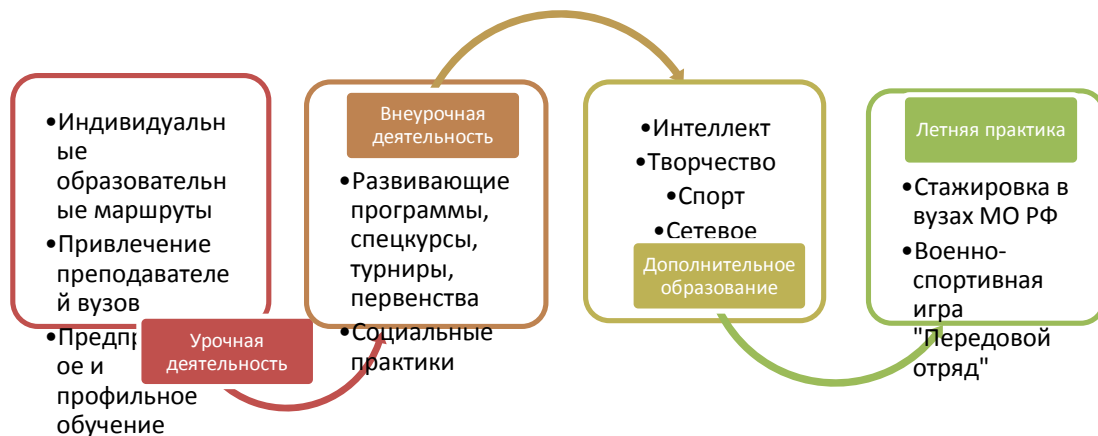 •Индивидуальн
ые
образовательн
ые маршруты
•Привлечение
преподавателе
й вузов
ое и
профильное
обучение
Урочная
деятельность
Внеурочная
деятельность
•Развивающие
программы,
спецкурсы,
турниры,
первенства
•Социальные
практики
•Интеллект
•Творчество
•Спорт
•Сетевое
Дополнительное
образование
Летняя практика
•Стажировка в
вузах МО РФ
•Военно-
спортивная
игра
"Передовой
отряд"